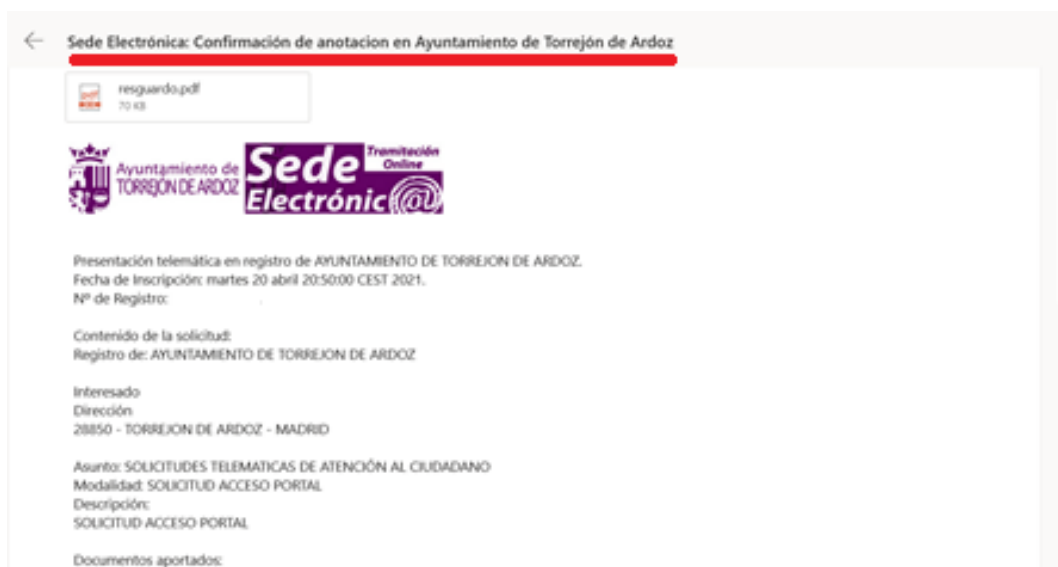 Sede Electrónica: Confirmación de anotacion en Ayuntamiento de Torrejón de Ardoz
resguardo.pdf
70 KB
Ayuntamiento de
TORREJON DE ARDOZ
Sede
Electrónic@
Tramitación
Online
Presentación telemática en registro de AYUNTAMIENTO DE TORREJON DE ARDOZ.
Fecha de Inscripción: martes 20 abril 20:50:00 CEST 2021.
Nº de Registro:
Contenido de la solicitud:
Registro de: AYUNTAMIENTO DE TORREJON DE ARDOZ
Interesado
Dirección
28850 - TORREJON DE ARDOZ - MADRID
Asunto: SOLICITUDES TELEMATICAS DE ATENCIÓN AL CIUDADANO
Modalidad: SOLICITUD ACCESO PORTAL
Descripción:
SOLICITUD ACCESO PORTAL
Documentos aportados: